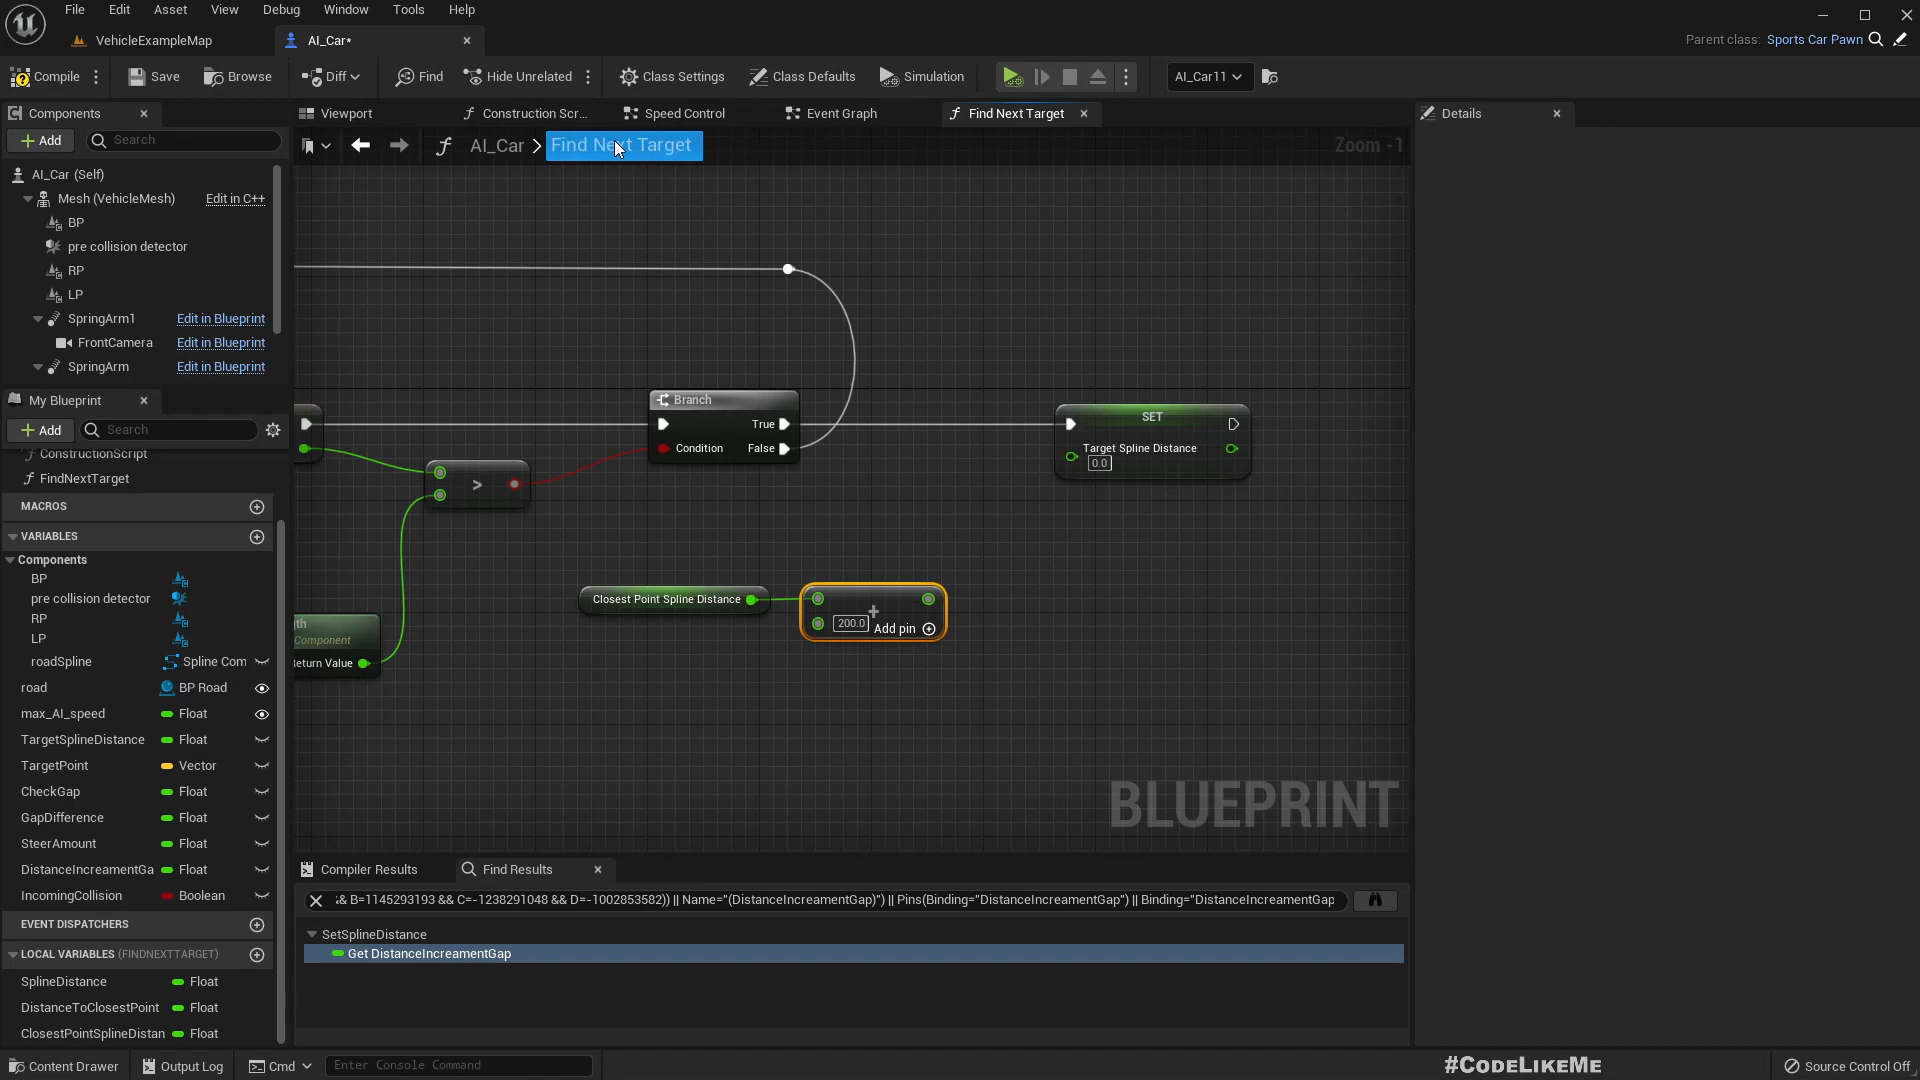 File Edit Asset View Debug Window Tools Help
VehicleExampleMap
AI_Car*
Parent class: Sports Car Pawn
Compile Save Browse Diff Find Hide Unrelated Class Settings Class Defaults Simulation AI_Car11
Components
Viewport Construction Scr... Speed Control Event Graph Find Next Target
Details
Add Search
AI_Car > Find Next Target
Zoom -1
AI_Car (Self)
Mesh (VehicleMesh) Edit in C++
BP
pre collision detector
RP
LP
SpringArm1 Edit in Blueprint
FrontCamera Edit in Blueprint
SpringArm Edit in Blueprint
My Blueprint
Add Search
ConstructionScript
FindNextTarget
MACROS
VARIABLES
Components
BP
pre collision detector
RP
LP
roadSpline Spline Com
road BP Road
max_AI_speed Float
TargetSplineDistance Float
TargetPoint Vector
CheckGap Float
GapDifference Float
SteerAmount Float
DistanceIncreamentGa Float
IncomingCollision Boolean
EVENT DISPATCHERS
LOCAL VARIABLES (FINDNEXTTARGET)
SplineDistance Float
DistanceToClosestPoint Float
ClosestPointSplineDistan Float
Branch
True
Condition False
>
SET
Target Spline Distance
0.0
Closest Point Spline Distance
+
200.0 Add pin
gth
Component
Return Value
BLUEPRINT
Compiler Results Find Results
& B=1145293193 && C=-1238291048 && D=-1002853582)) || Name="(DistanceIncreamentGap)") || Pins(Binding="DistanceIncreamentGap") || Binding="DistanceIncreamentGap
SetSplineDistance
Get DistanceIncreamentGap
Content Drawer Output Log Cmd Enter Console Command
#CODELIKEME
Source Control Off